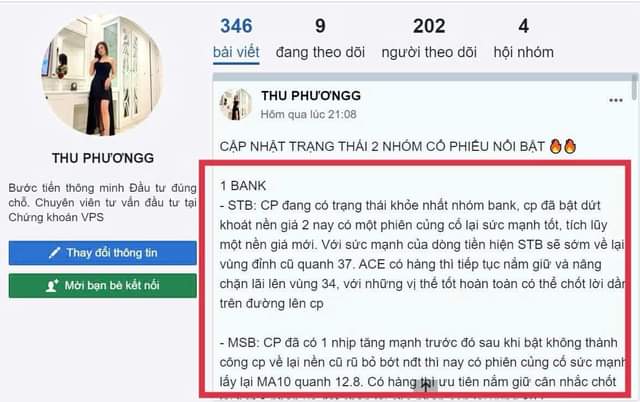 346 9 202 4
bài viết đang theo dõi người theo dõi hội nhóm
THU PHƯƠNGG
Hôm qua lúc 21:08
CẬP NHẬT TRẠNG THÁI 2 NHÓM CỔ PHIẾU NỔI BẬT 🔥🔥
1 BANK
- STB: CP đang có trạng thái khỏe nhất nhóm bank, cp đã bật dứt
khoát nền giá 2 nay có một phiên củng cố lại sức mạnh tốt, tích lũy
một nền giá mới. Với sức mạnh của dòng tiền hiện STB sẽ sớm về lại
vùng đỉnh cũ quanh 37. ACE có hàng thì tiếp tục nắm giữ và nâng
chặn lãi lên vùng 34, với những vị thế tốt hoàn toàn có thể chốt lời dần
trên đường lên cp
- MSB: CP đã có 1 nhịp tăng mạnh trước đó sau khi bật không thành
công cp về lại nền cũ rũ bỏ bớt nđt thì nay có phiên củng cố sức mạnh
lấy lại MA10 quanh 12.8. Có hàng thì ưu tiên nắm giữ cân nhắc chốt
THU PHƯƠNGG
Bước tiến thông minh Đầu tư đúng
chỗ. Chuyên viên tư vấn đầu tư tại
Chứng khoán VPS
Thay đổi thông tin
Mời bạn bè kết nối